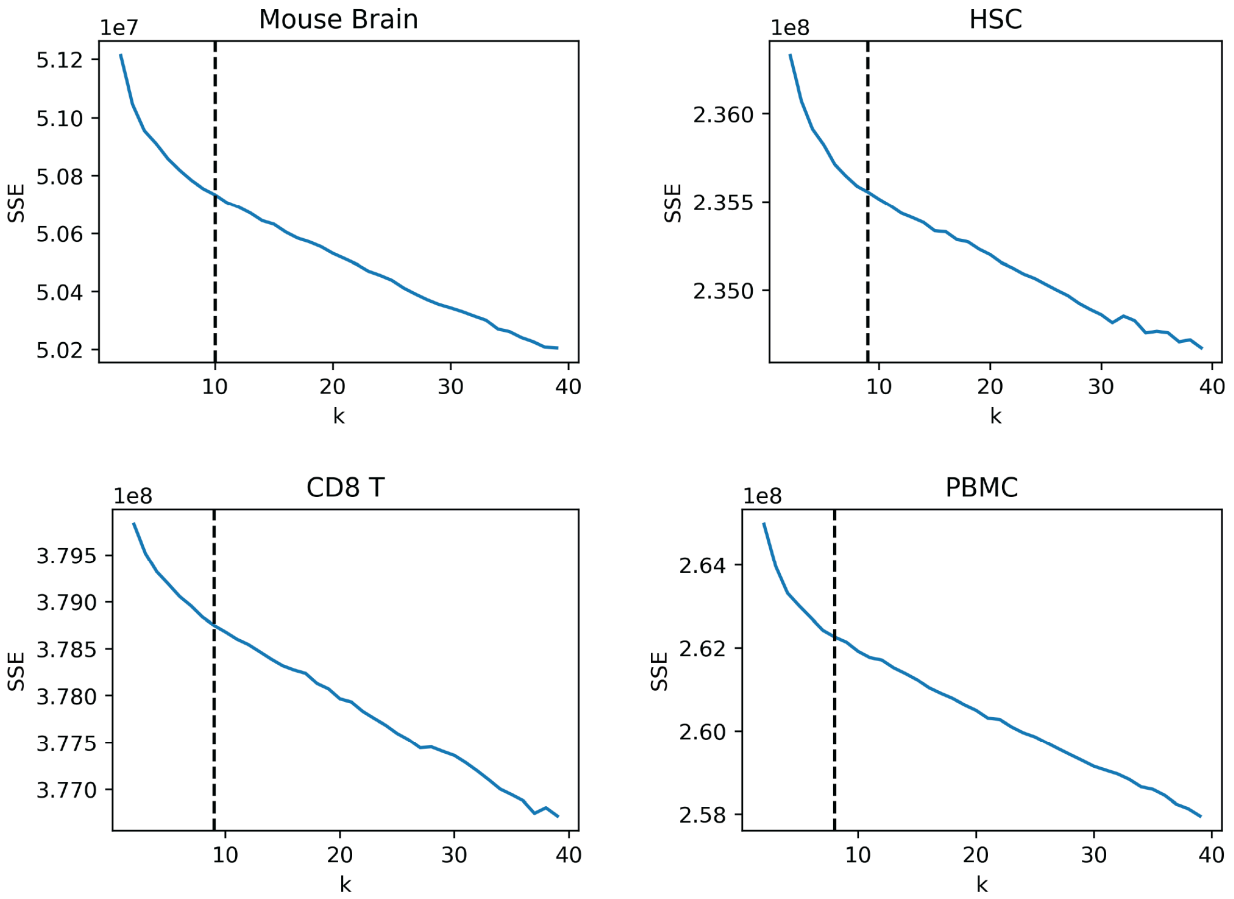 Mouse Brain
1e7
5.12
5.10
5.08
5.06
5.04
5.02
SSE
10
20
30
40
k
HSC
1e8
2.360
2.355
2.350
SSE
10
20
30
40
k
CD8 T
1e8
3.795
3.790
3.785
3.780
3.775
3.770
SSE
10
20
30
40
k
PBMC
1e8
2.64
2.62
2.60
2.58
SSE
10
20
30
40
k